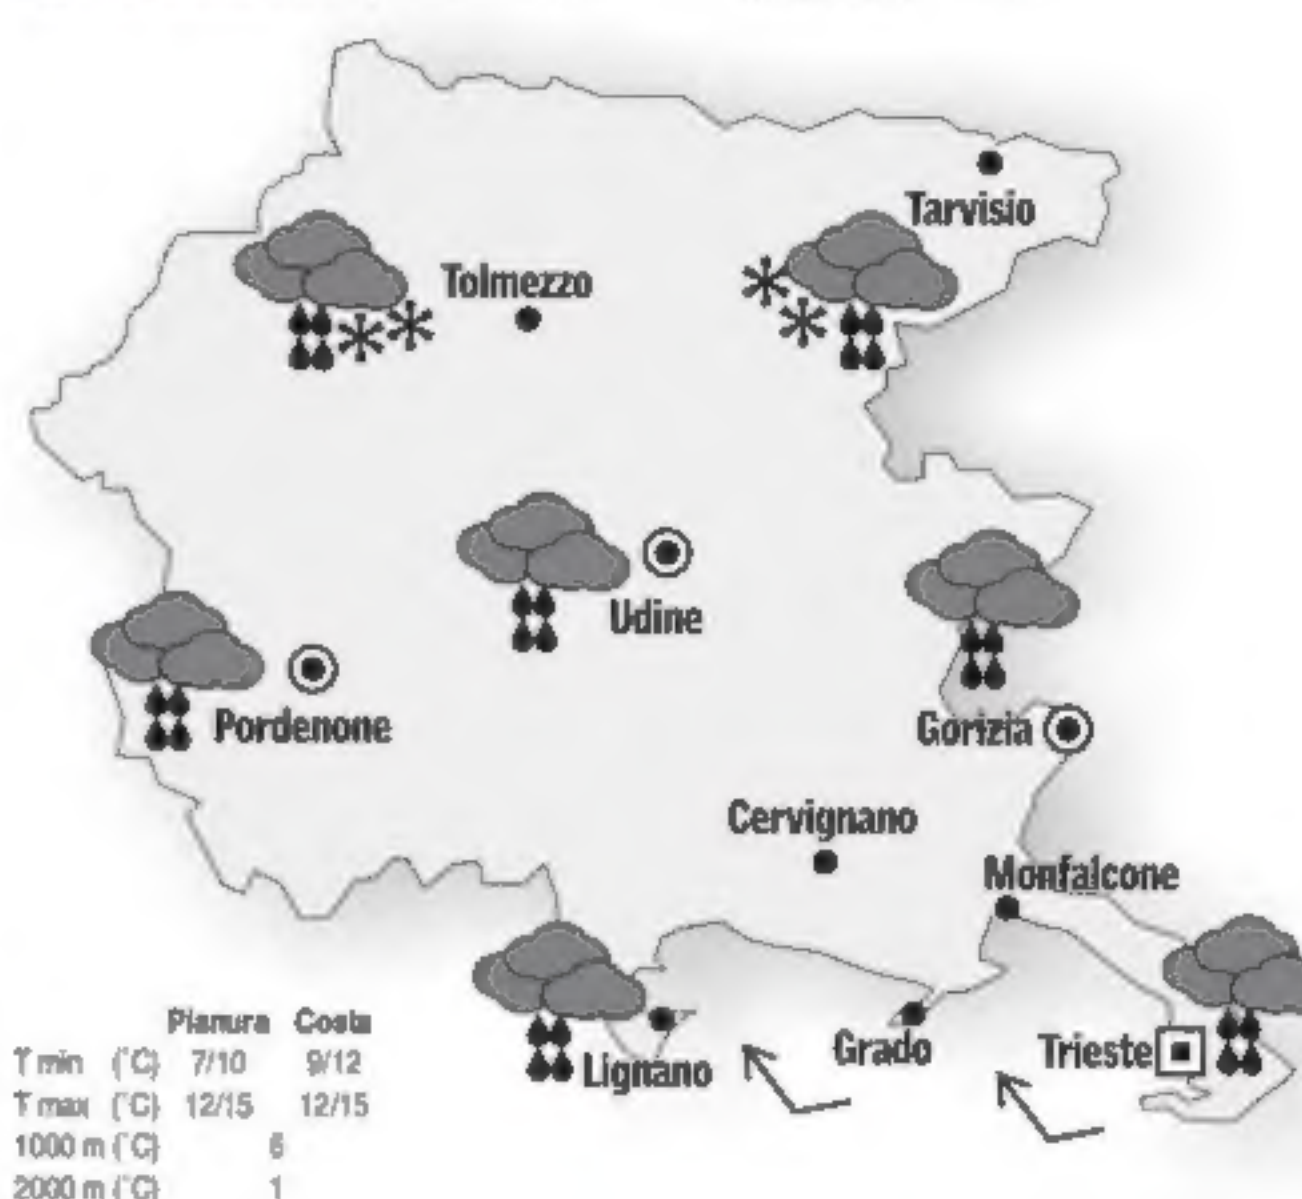 Tarvisio
Tolmezzo
Udine
Pordenone
Gorizia
Cervignano
Monfalcone
Pianura Costa
T min (°C) 7/10 9/12
T max (°C) 12/15 12/15
1000 m (°C)
2000 m (°C) 1
Lignano
Grado
Trieste